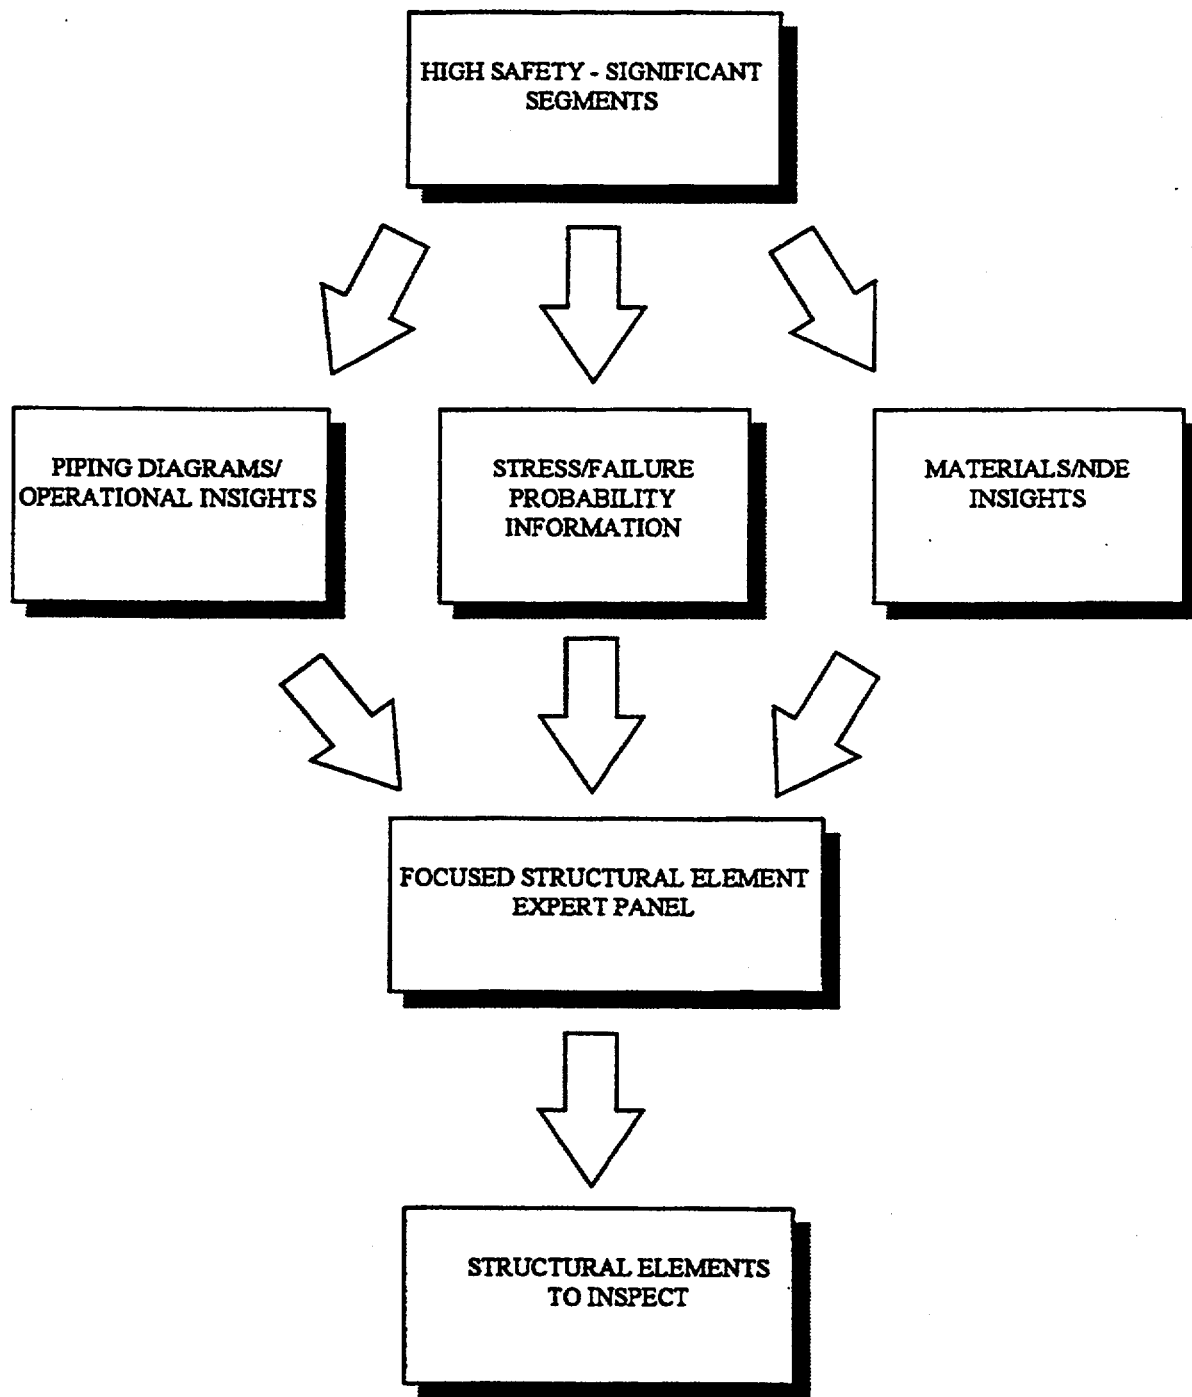 HIGH SAFETY - SIGNIFICANT
SEGMENTS
PIPING DIAGRAMS/
OPERATIONAL INSIGHTS
STRESS/FAILURE
PROBABILITY
INFORMATION
MATERIALS/NDE
INSIGHTS
FOCUSED STRUCTURAL ELEMENT
EXPERT PANEL
STRUCTURAL ELEMENTS
TO INSPECT